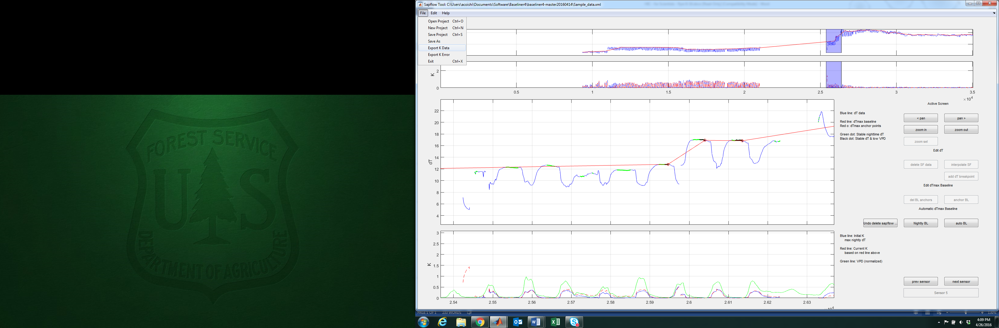 FOREST SERVICE
US
DEPARTMENT OF AGRICULTURE
Sapflow Tool: C:\Users\acoishi\Documents\Software\Baseliner4\baseliner4-master20160414\Sample_data.xml
File Edit Help
Open Project Ctrl+O
New Project Ctrl+N
Save Project Ctrl+S
Save As
Export K Data
Export K Error
Exit Ctrl+X
K
2
0
0.5 1 1.5 2 2.5 3 3.5
×10^4
dT
22
20
18
16
14
12
10
8
6
4
Active Screen
Blue line: dT data
Red line: dTmax baseline
Red o: dTmax anchor points
Green dot: Stable nighttime dT
Black dot: Stable dT & low VPD
< pan pan >
zoom in zoom out
zoom sel
Edit dT
delete SF data interpolate SF
add dT breakpoint
Edit dTmax Baseline
del BL anchors anchor BL
Automatic dTmax Baseline
Undo delete sapflow ... Nightly BL auto BL
K
3
2.5
2
1.5
1
0.5
0
2.54 2.55 2.56 2.57 2.58 2.59 2.6 2.61 2.62 2.63
Blue line: Initial K
max nightly dT
Red line: Current K
based on red line above
Green line: VPD (normalized)
prev sensor next sensor
Sensor 5
PAGE 1 OF 1 233 WORDS 130%
4:09 PM
4/26/2016